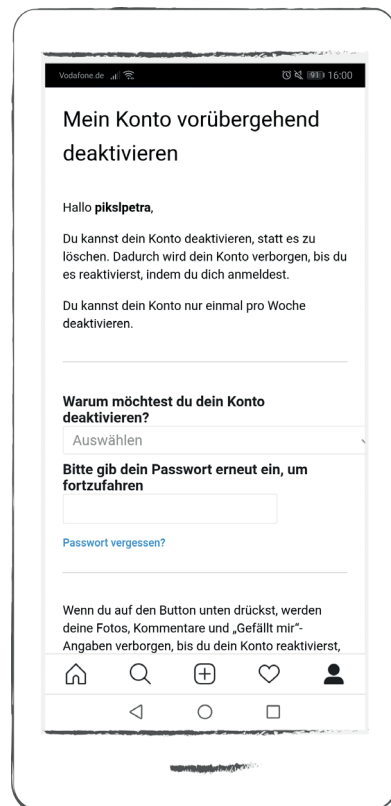 Vodafone.de 91 16:00
Mein Konto vorübergehend
deaktivieren
Hallo pikslpetra,
Du kannst dein Konto deaktivieren, statt es zu
löschen. Dadurch wird dein Konto verborgen, bis du
es reaktivierst, indem du dich anmeldest.
Du kannst dein Konto nur einmal pro Woche
deaktivieren.
Warum möchtest du dein Konto
deaktivieren?
Auswählen
Bitte gib dein Passwort erneut ein, um
fortzufahren
Passwort vergessen?
Wenn du auf den Button unten drückst, werden
deine Fotos, Kommentare und „Gefällt mir“-
Angaben verborgen, bis du dein Konto reaktivierst,